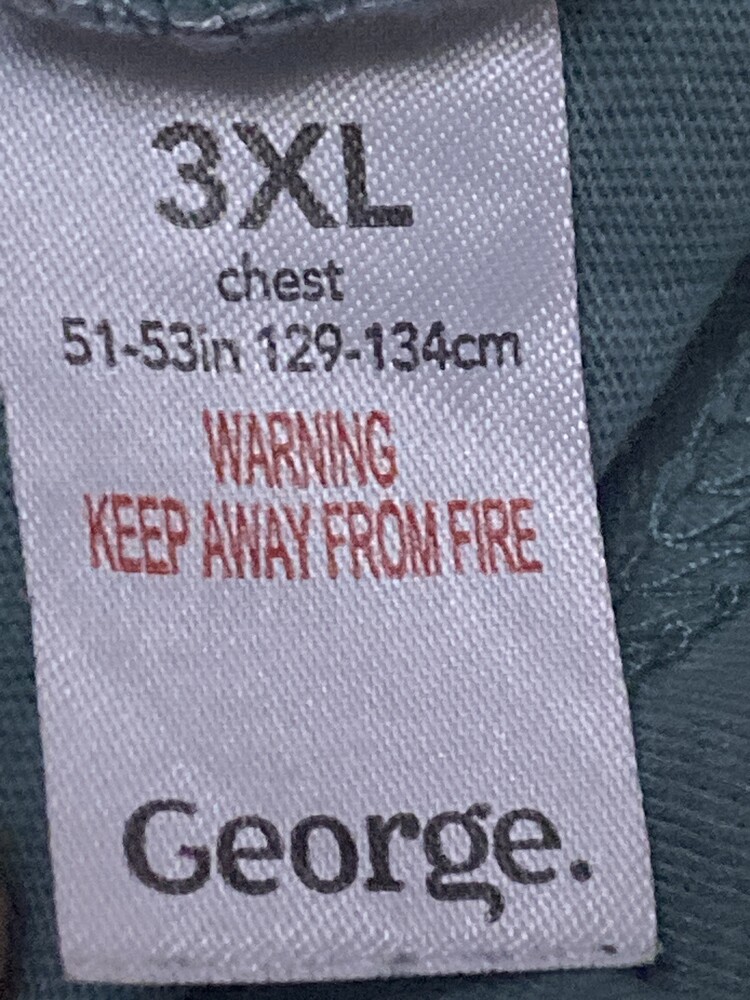 3XL
chest
51-53in 129-134cm
WARNING
KEEP AWAY FROM FIRE
George.